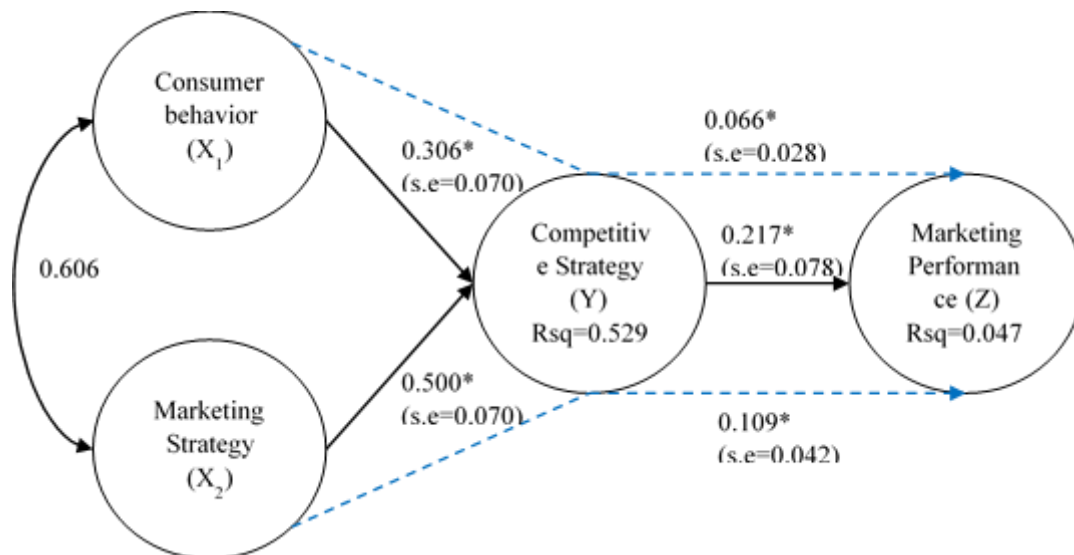 Consumer
behavior
(X₁)
0.306*
(s.e=0.070)
0.066*
(s.e=0.028)
0.606
Competitiv
e Strategy
(Y)
Rsq=0.529
0.217*
(s.e=0.078)
Marketing
Performan
ce (Z)
Rsq=0.047
Marketing
Strategy
(X₂)
0.500*
(s.e=0.070)
0.109*
(s.e=0.042)